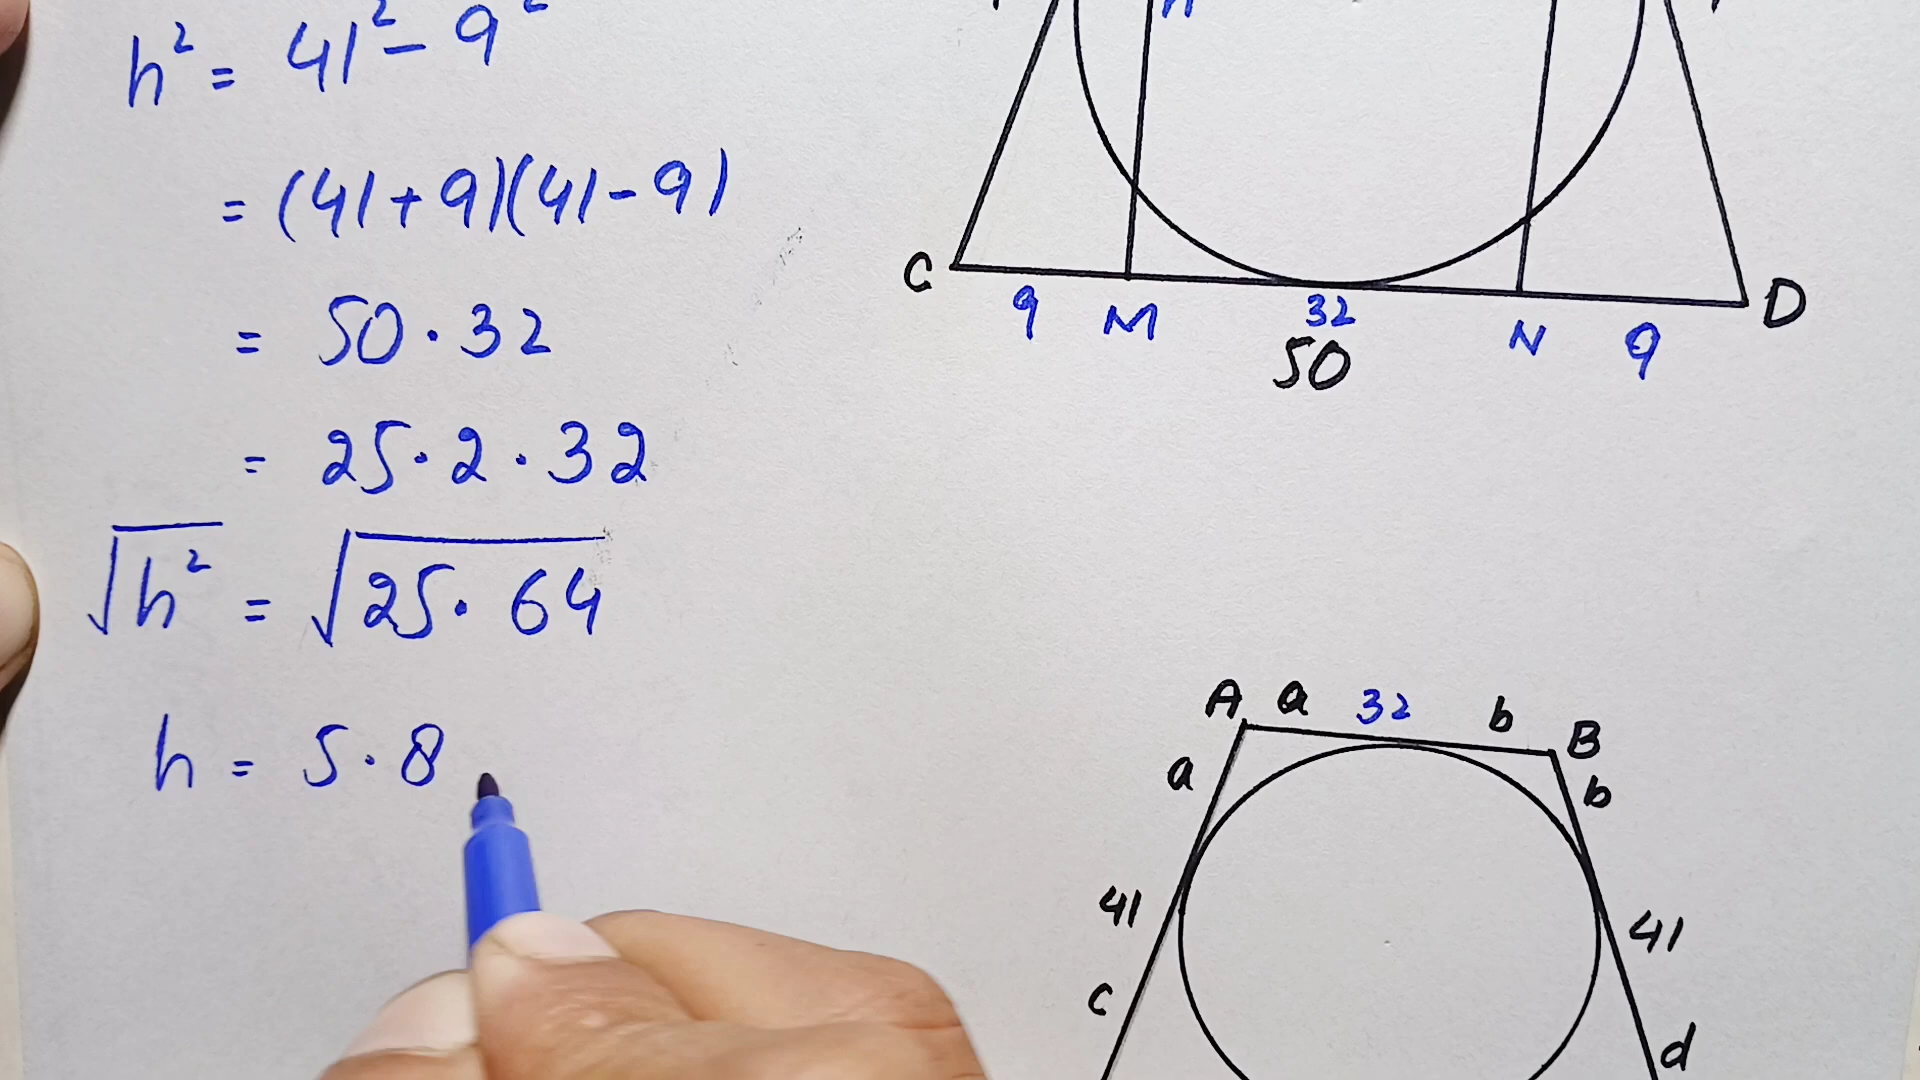 h² = 41² - 9²
= (41+9)(41-9)
= 50 · 32
= 25 · 2 · 32
√h² = √25 · 64
h = 5 · 8
C
D
9 M 32 N 9
50
A a 32 b B
a b
41 41
c d